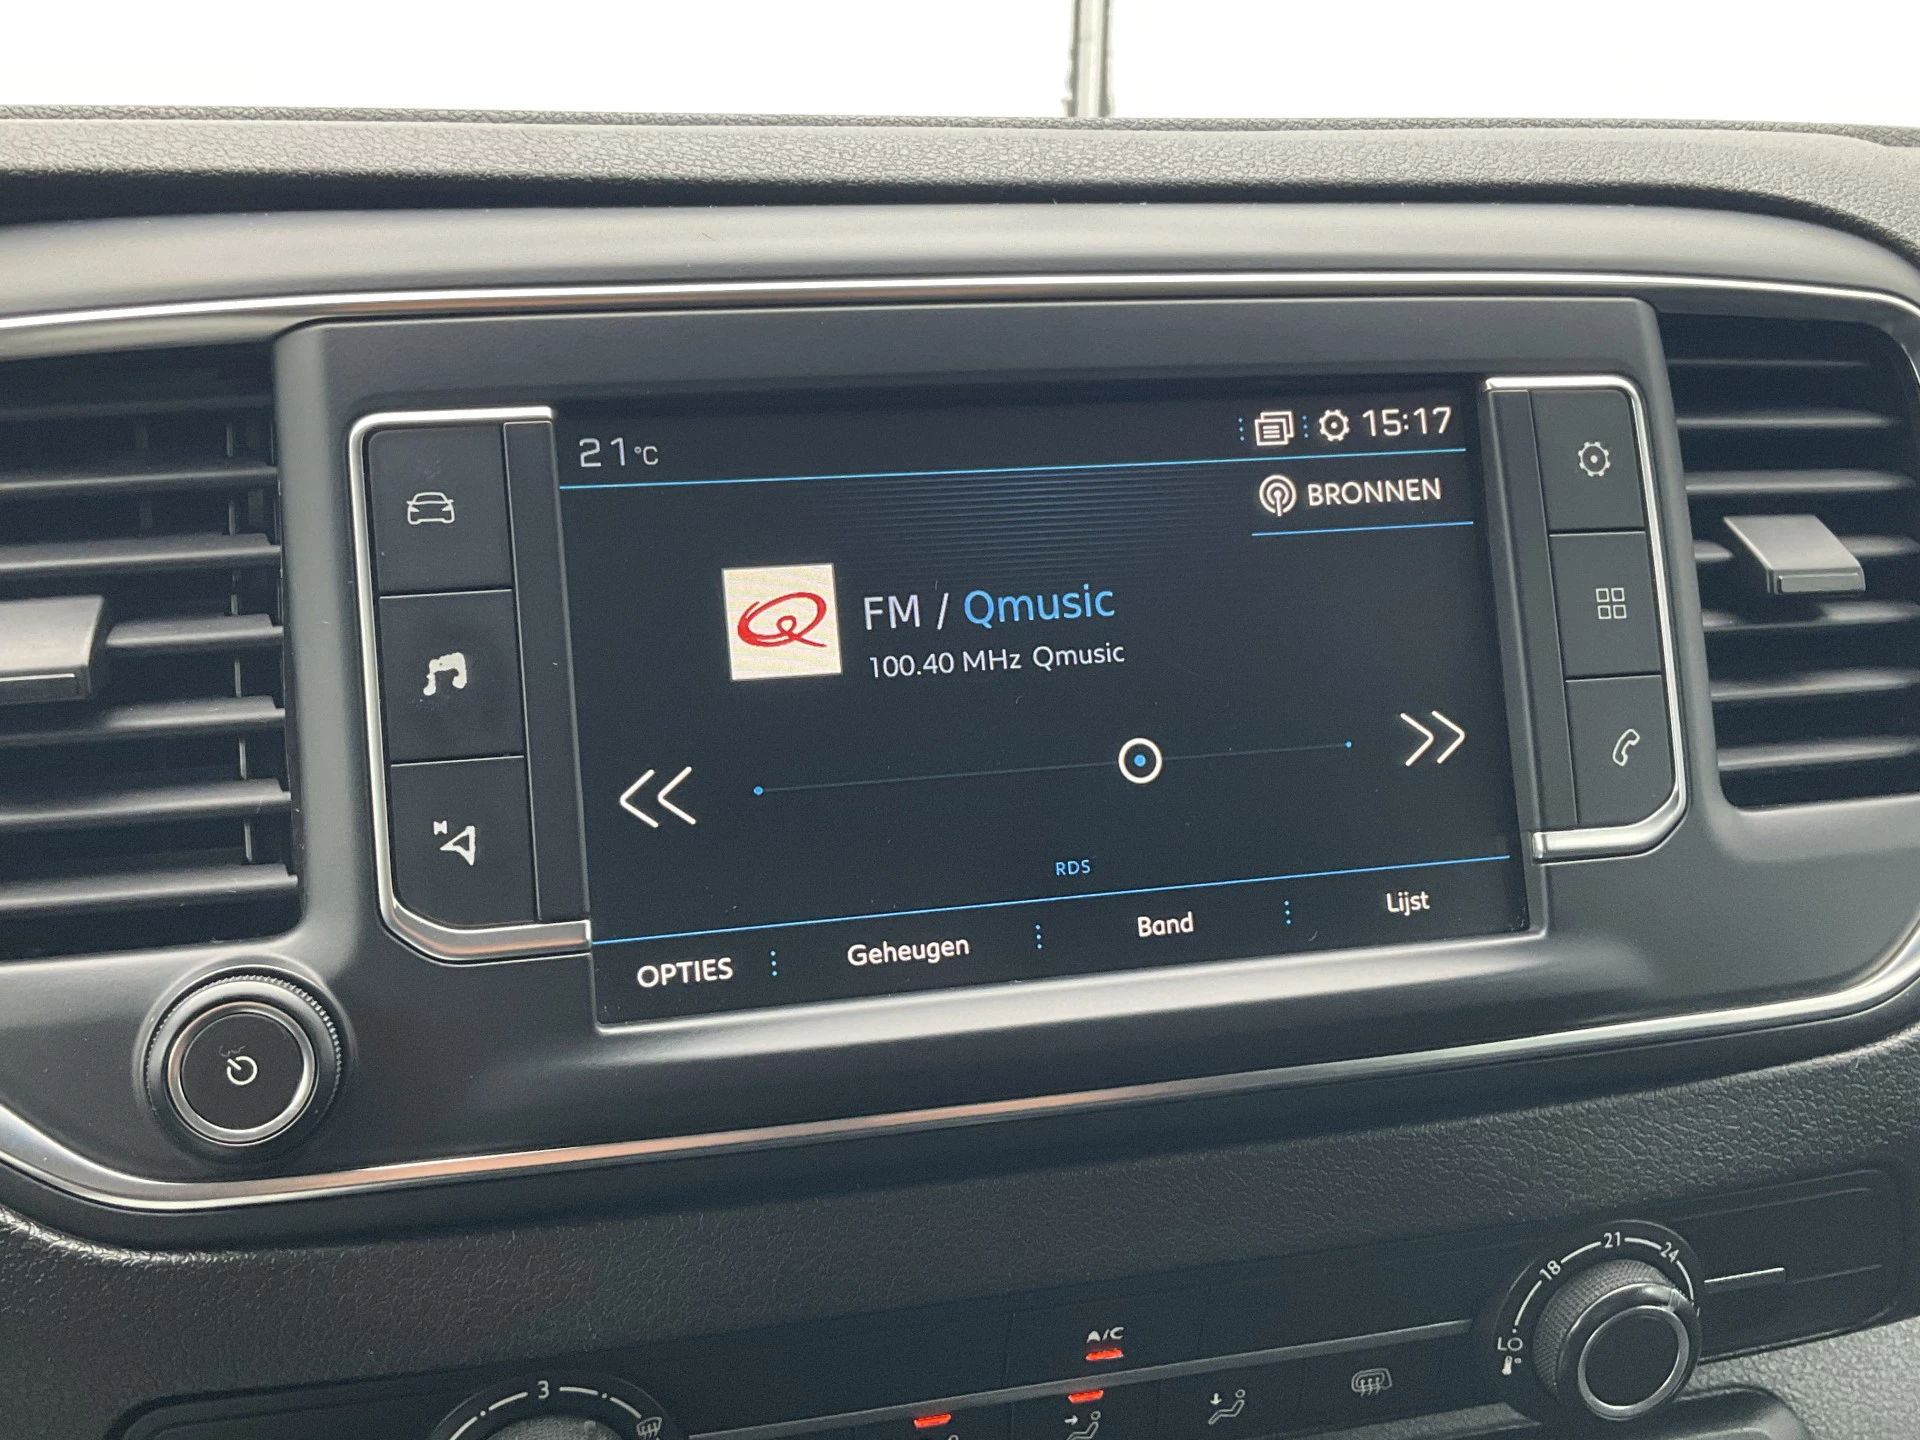 21°C
15:17
BRONNEN
FM / Qmusic
100.40 MHz Qmusic
RDS
OPTIES
Geheugen
Band
Lijst
18 21 24
LO
A/C
3